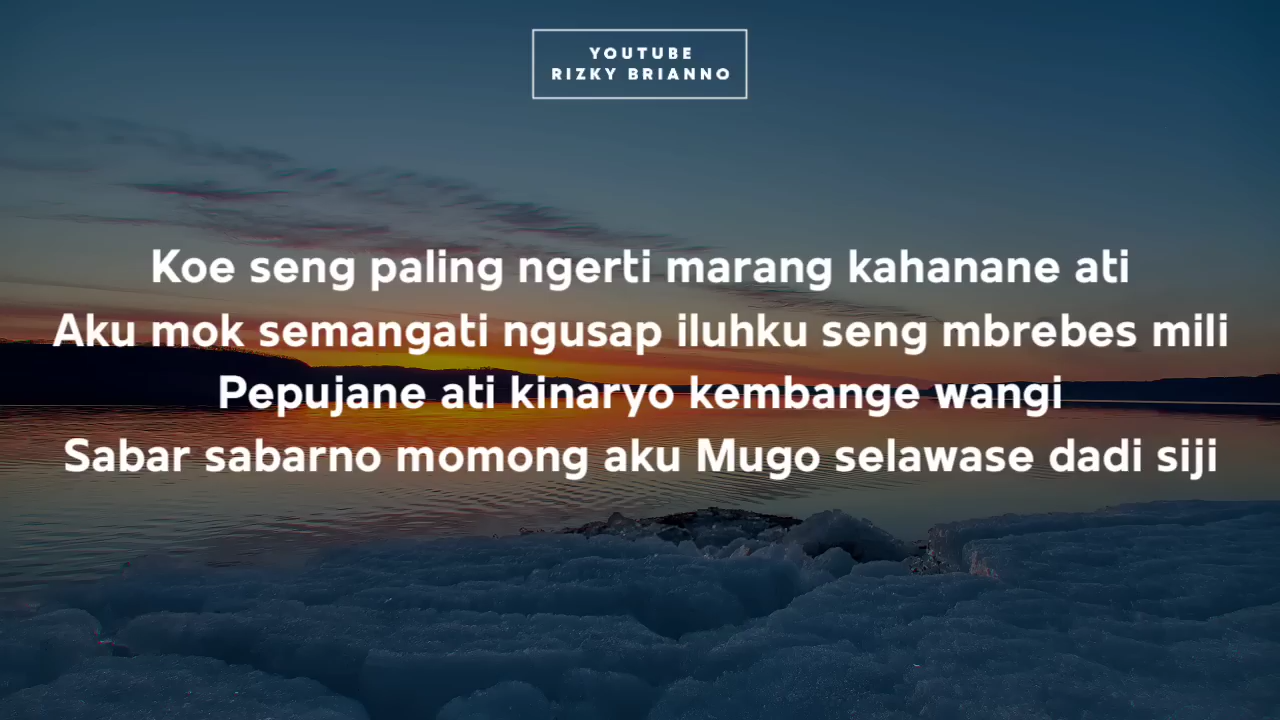 YOUTUBE
RIZKY BRIANNO
Koe seng paling ngerti marang kahanane ati
Aku mok semangati ngusap iluhku seng mbrebes mili
Pepujane ati kinaryo kembange wangi
Sabar sabarno momong aku Mugo selawase dadi siji